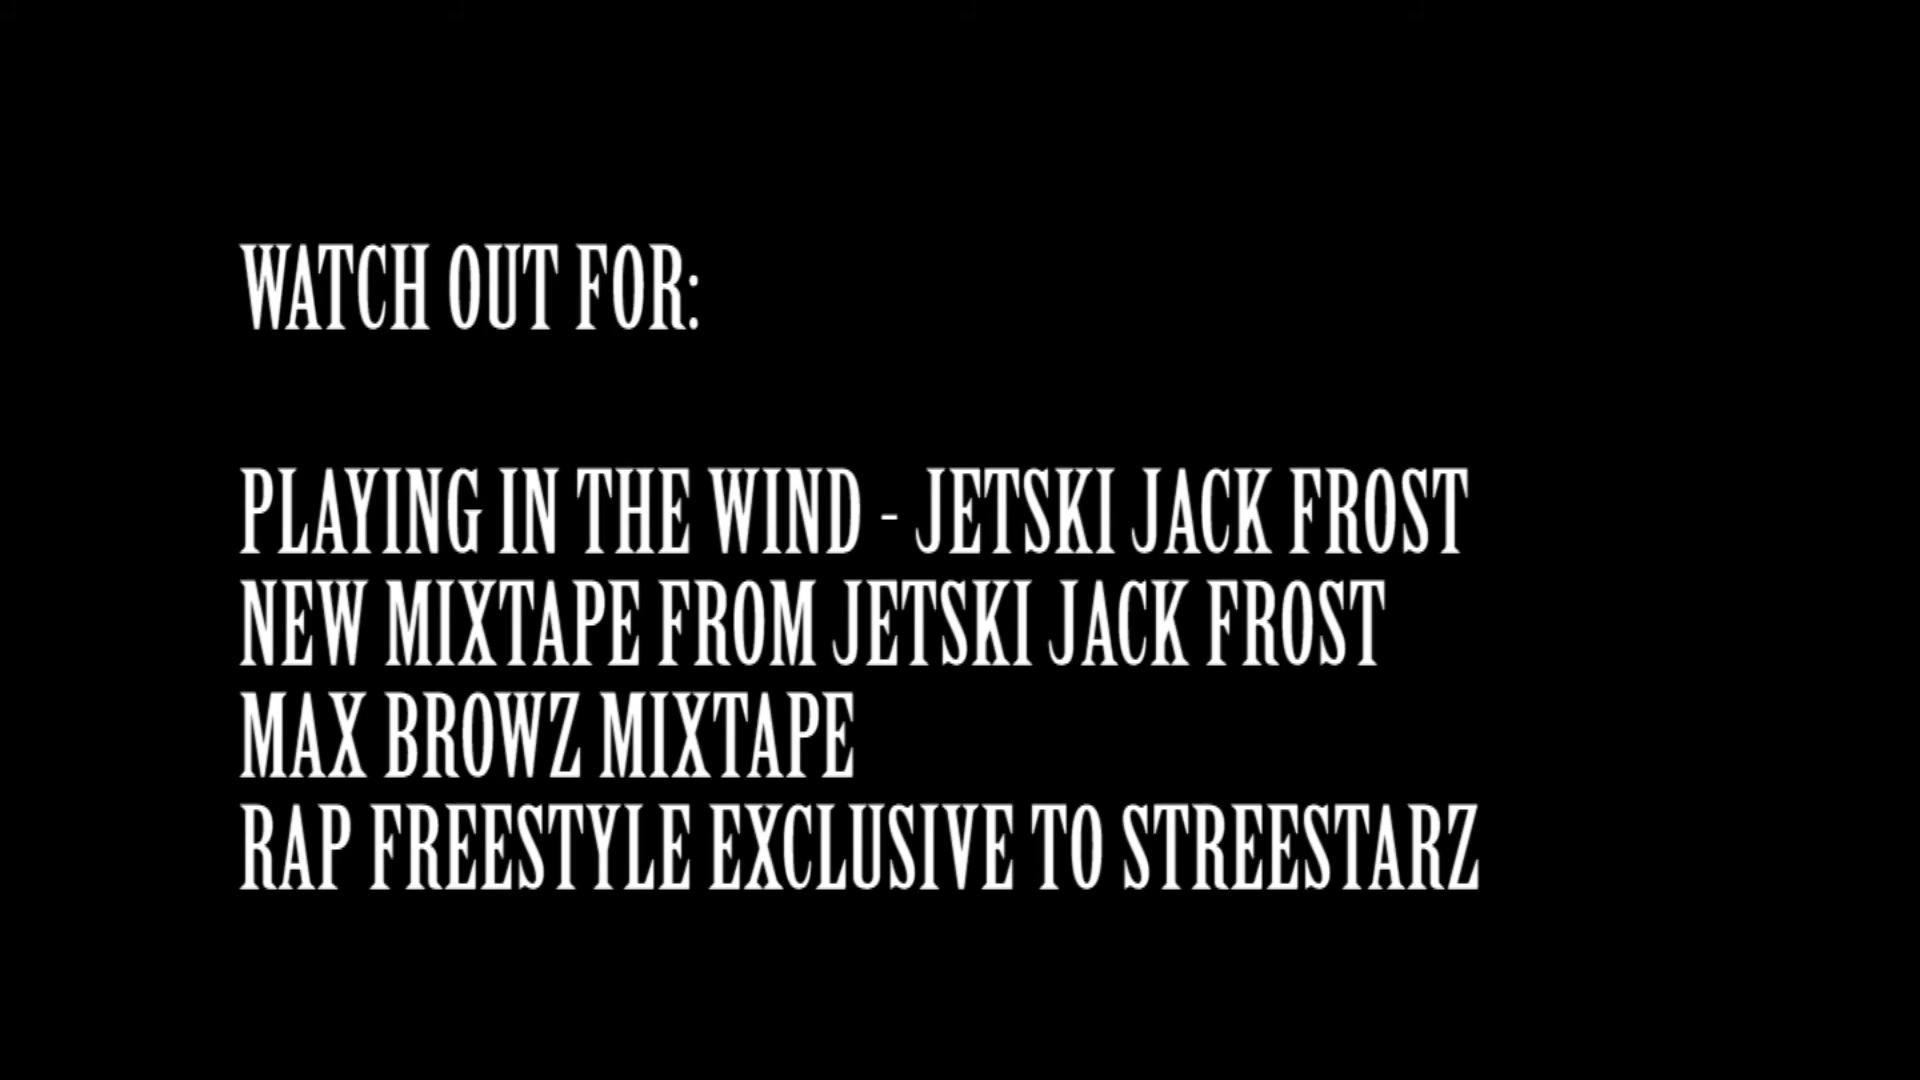 WATCH OUT FOR:
PLAYING IN THE WIND - JETSKI JACK FROST
NEW MIXTAPE FROM JETSKI JACK FROST
MAX BROWZ MIXTAPE
RAP FREESTYLE EXCLUSIVE TO STREESTARZ